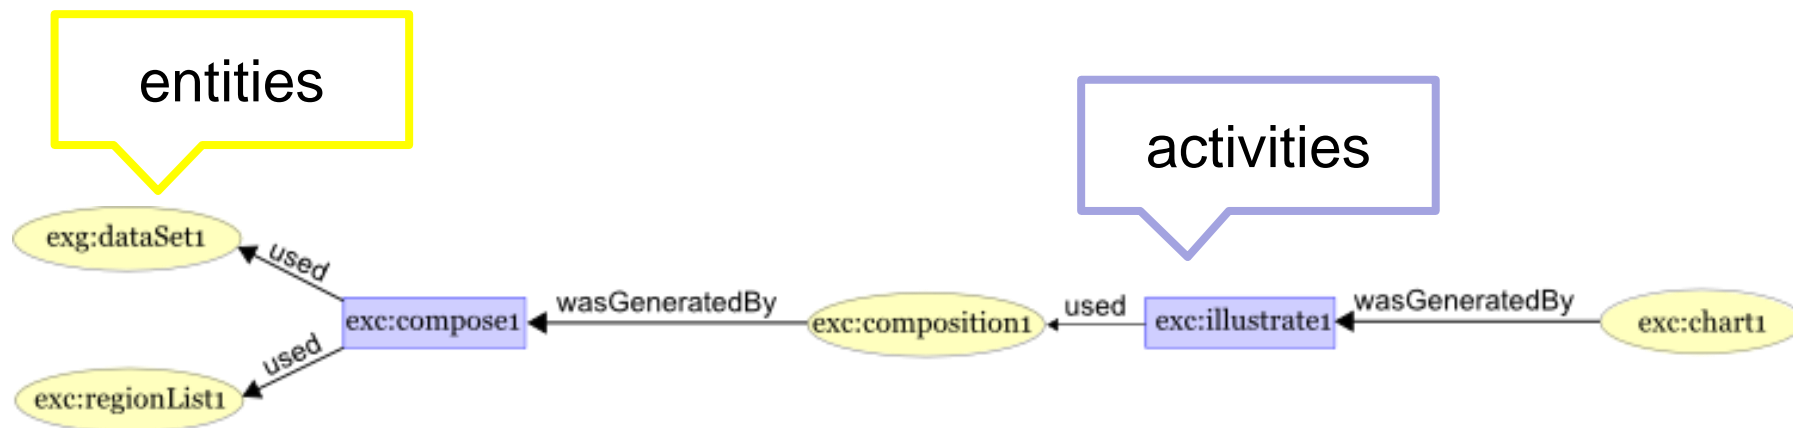 entities
activities
exg:dataSet1
used
wasGeneratedBy
used
wasGeneratedBy
exc:compose1
exc:composition1
exc:illustrate1
exc:chart1
used
exc:regionList1